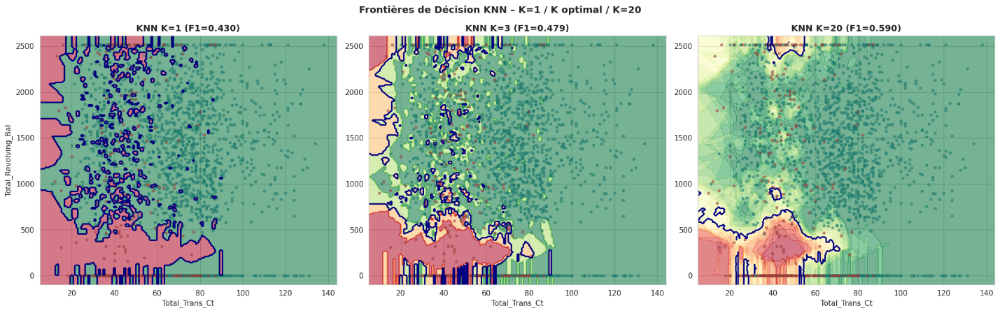 Frontières de Décision KNN – K=1 / K optimal / K=20
KNN K=1 (F1=0.430)
2500
2000
1500
1000
500
0
Total_Revolving_Bal
20 40 60 80 100 120 140
Total_Trans_Ct
KNN K=3 (F1=0.479)
2500
2000
1500
1000
500
0
20 40 60 80 100 120 140
Total_Trans_Ct
KNN K=20 (F1=0.590)
2500
2000
1500
1000
500
0
20 40 60 80 100 120 140
Total_Trans_Ct